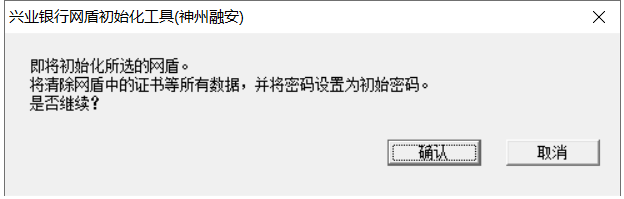 兴业银行网盾初始化工具(神州融安)
即将初始化所选的网盾。
将清除网盾中的证书等所有数据，并将密码设置为初始密码。
是否继续？
确认
取消